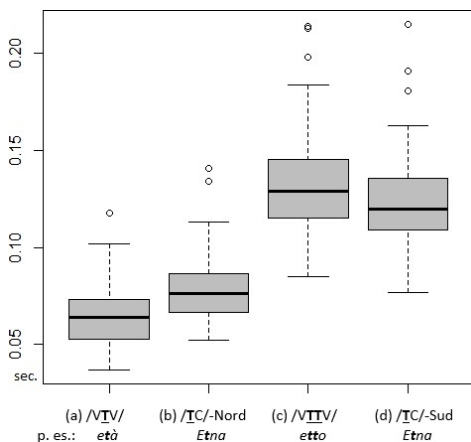 0.20
0.15
0.10
0.05
sec.
(a) /VTV/ (b) /TC/-Nord (c) /VTTV/ (d) /TC/-Sud
p. es.: età Etna etto Etna